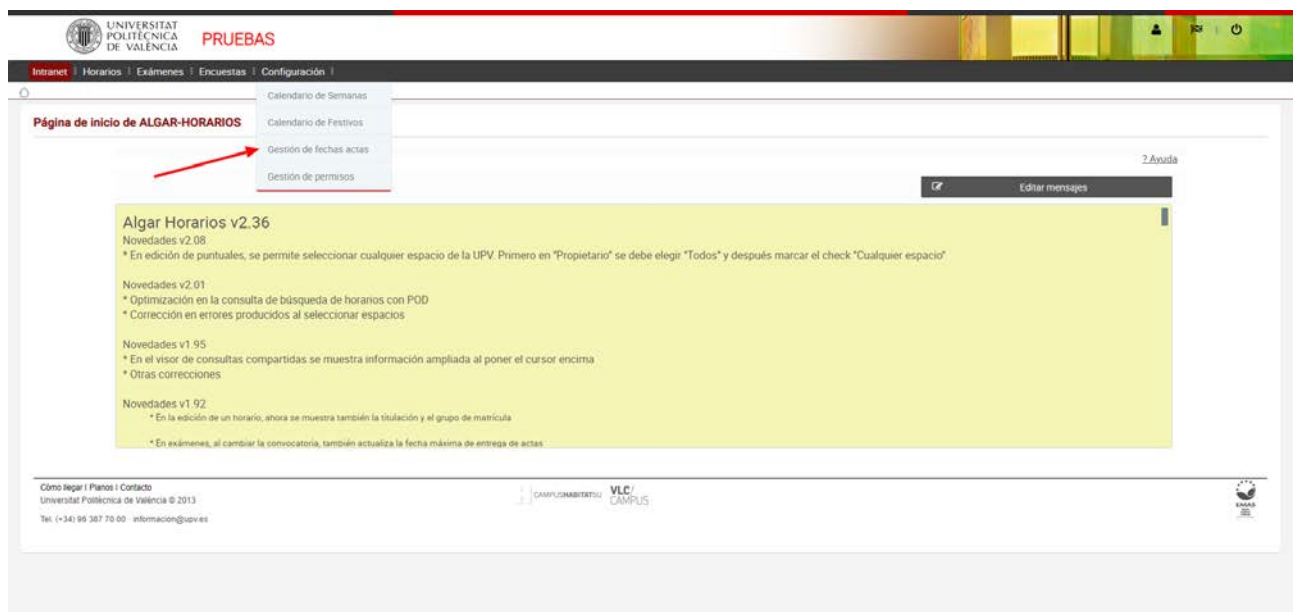 UNIVERSITAT
POLITÈCNICA
DE VALÈNCIA
PRUEBAS
Intranet | Horarios | Exámenes | Encuestas | Configuración |
Calendario de Semanas
Calendario de Festivos
Gestión de fechas actas
Gestión de permisos
Página de inicio de ALGAR-HORARIOS
? Ayuda
Editar mensajes
Algar Horarios v2.36
Novedades v2.08
* En edición de puntuales, se permite seleccionar cualquier espacio de la UPV. Primero en "Propietario" se debe elegir "Todos" y después marcar el check "Cualquier espacio"
Novedades v2.01
* Optimización en la consulta de búsqueda de horarios con POD
* Corrección en errores producidos al seleccionar espacios
Novedades v1.95
* En el visor de consultas compartidas se muestra información ampliada al poner el cursor encima
* Otras correcciones
Novedades v1.92
* En la edición de un horario, ahora se muestra también la titulación y el grupo de matrícula
* En exámenes, al cambiar la convocatoria, también actualiza la fecha máxima de entrega de actas
Cómo llegar I Planos I Contacto
Universitat Politècnica de València © 2013
Tel. (+34) 96 387 70 00 · informacion@upv.es
CAMPUSHABITAT5U
VLC/
CAMPUS
EMAS